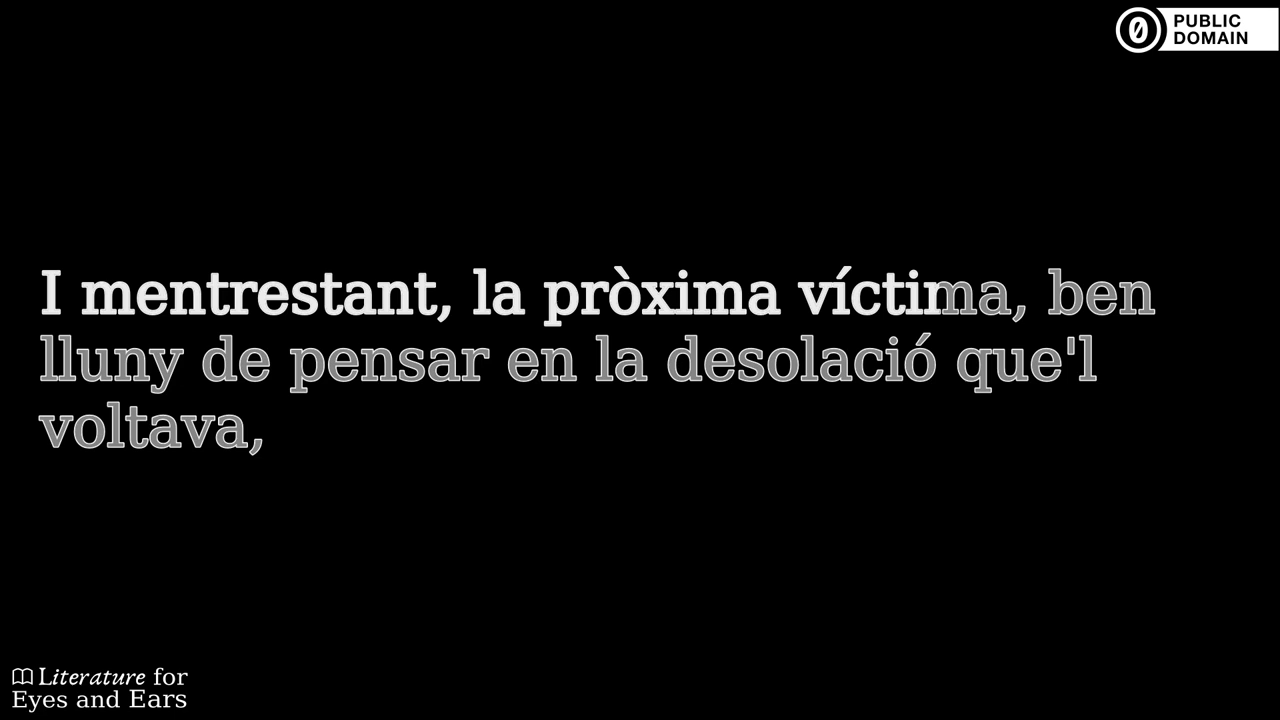 PUBLIC
DOMAIN
I mentrestant, la pròxima víctima, ben
lluny de pensar en la desolació que'l
voltava,
Literature for
Eyes and Ears